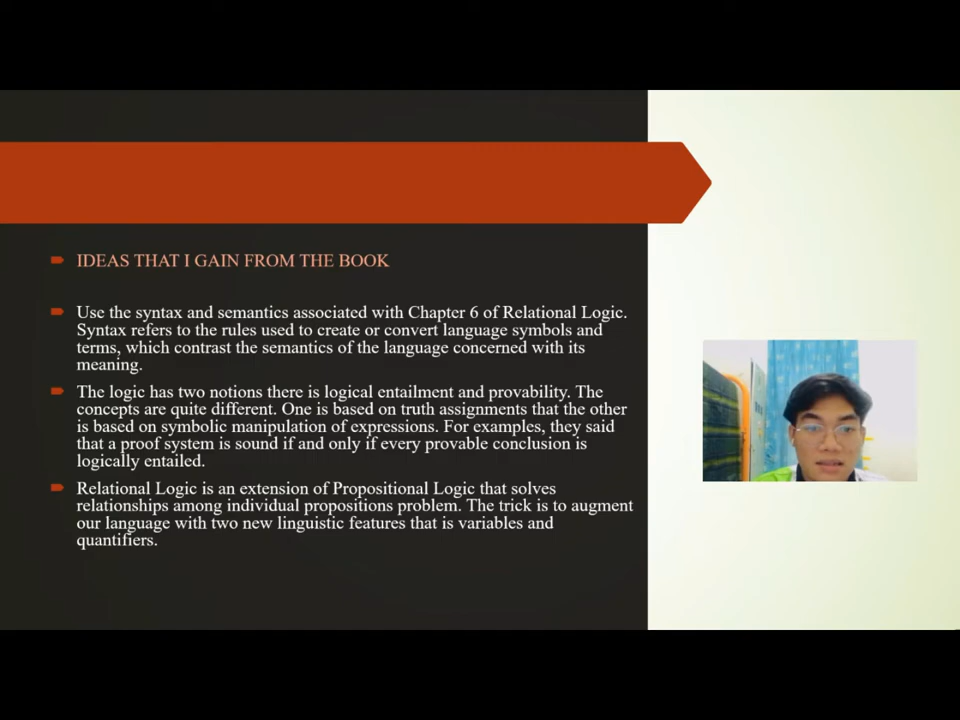 IDEAS THAT I GAIN FROM THE BOOK
Use the syntax and semantics associated with Chapter 6 of Relational Logic.
Syntax refers to the rules used to create or convert language symbols and
terms, which contrast the semantics of the language concerned with its
meaning.
The logic has two notions there is logical entailment and provability. The
concepts are quite different. One is based on truth assignments that the other
is based on symbolic manipulation of expressions. For examples, they said
that a proof system is sound if and only if every provable conclusion is
logically entailed.
Relational Logic is an extension of Propositional Logic that solves
relationships among individual propositions problem. The trick is to augment
our language with two new linguistic features that is variables and
quantifiers.